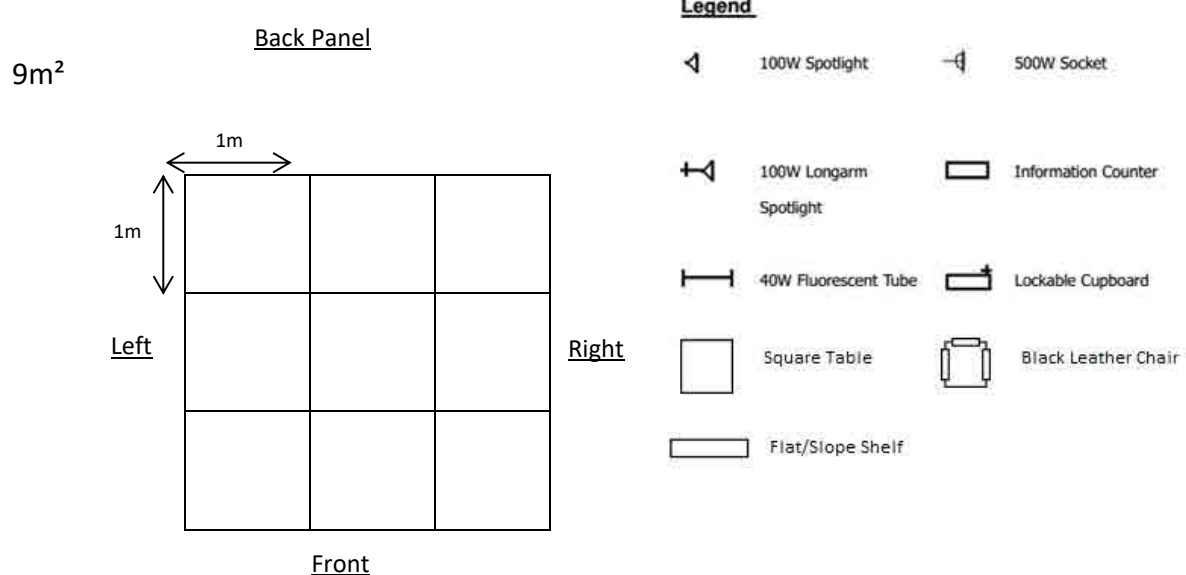 Legend
Back Panel
9m²
100W Spotlight
500W Socket
1m
100W Longarm
Spotlight
Information Counter
1m
40W Fluorescent Tube
Lockable Cupboard
Left
Right
Square Table
Black Leather Chair
Flat/Slope Shelf
Front